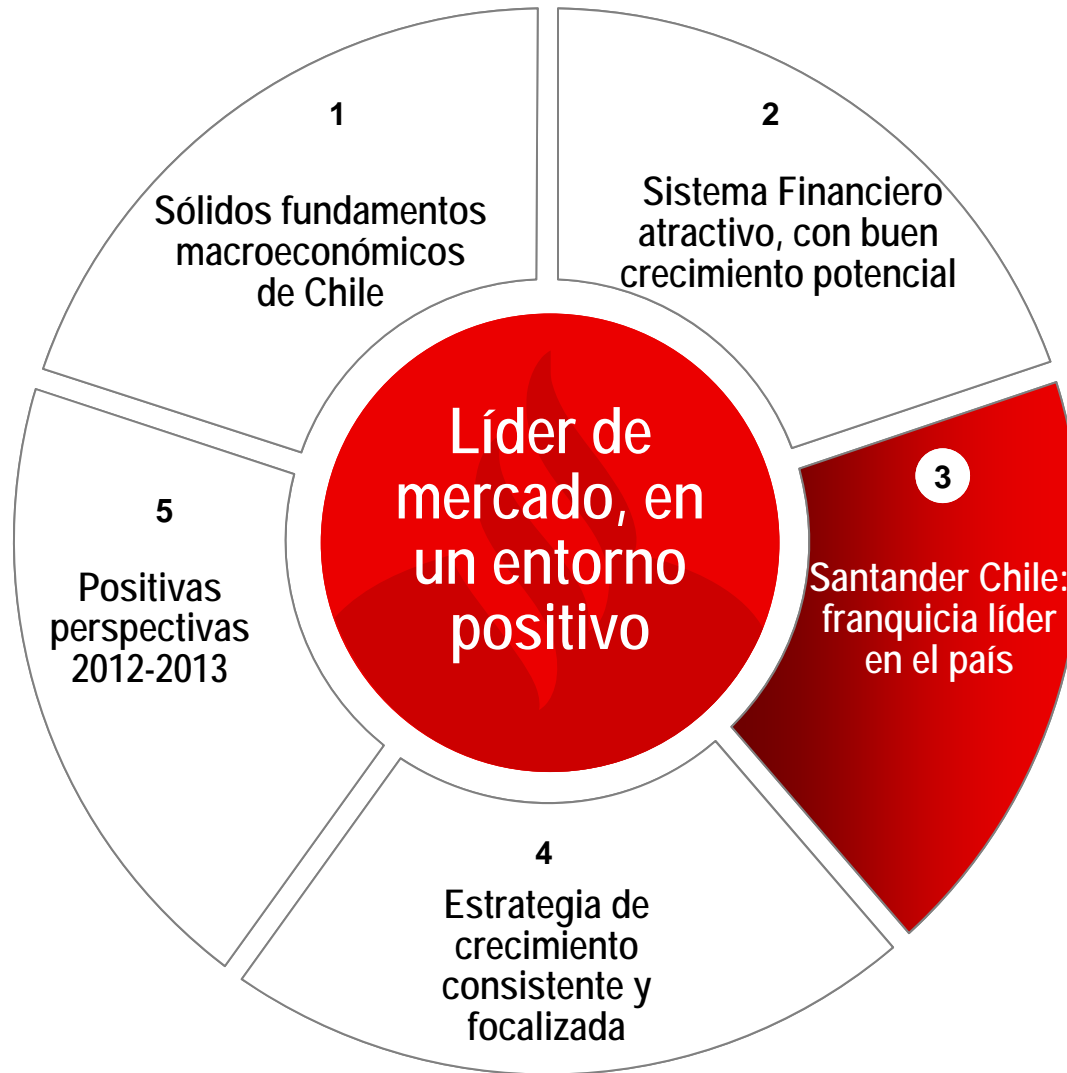 1
Sólidos fundamentos
macroeconómicos
de Chile
2
Sistema Financiero
atractivo, con buen
crecimiento potencial
Líder de
mercado, en
un entorno
positivo
3
Santander Chile:
franquicia líder
en el país
4
Estrategia de
crecimiento
consistente y
focalizada
5
Positivas
perspectivas
2012-2013